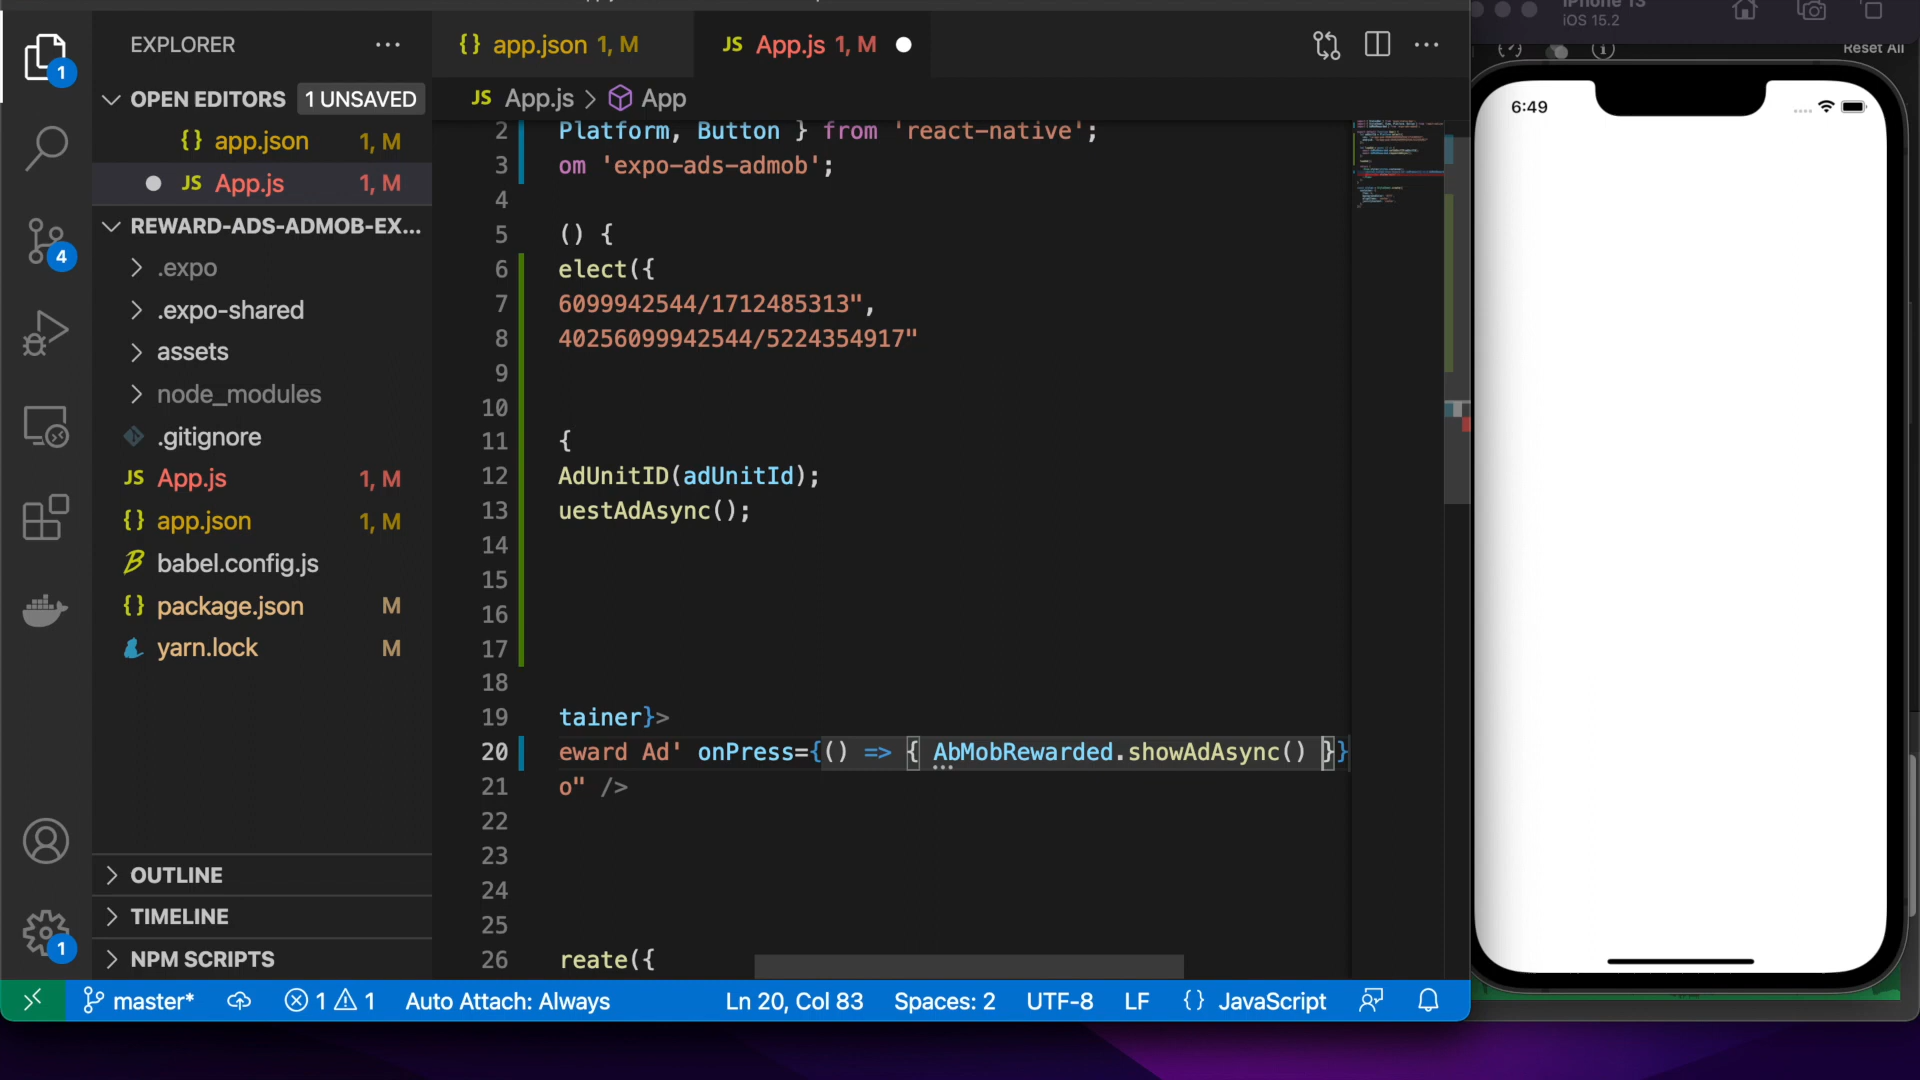 EXPLORER
OPEN EDITORS 1 UNSAVED
{} app.json 1, M
JS App.js 1, M
REWARD-ADS-ADMOB-EX...
.expo
.expo-shared
assets
node_modules
.gitignore
JS App.js 1, M
{} app.json 1, M
babel.config.js
{} package.json M
yarn.lock M
OUTLINE
TIMELINE
NPM SCRIPTS
1
4
1
{} app.json 1, M
JS App.js 1, M
JS App.js > App
2 Platform, Button } from 'react-native';
3 om 'expo-ads-admob';
4
5 () {
6 elect({
7 6099942544/1712485313",
8 40256099942544/5224354917"
9
10
11 {
12 AdUnitID(adUnitId);
13 uestAdAsync();
14
15
16
17
18
19 tainer}>
20 eward Ad' onPress={() => { AbMobRewarded.showAdAsync() }}
21 o" />
22
23
24
25
26 reate({
master* 1 1 Auto Attach: Always Ln 20, Col 83 Spaces: 2 UTF-8 LF {} JavaScript
iPhone 13
iOS 15.2
Reset All
6:49